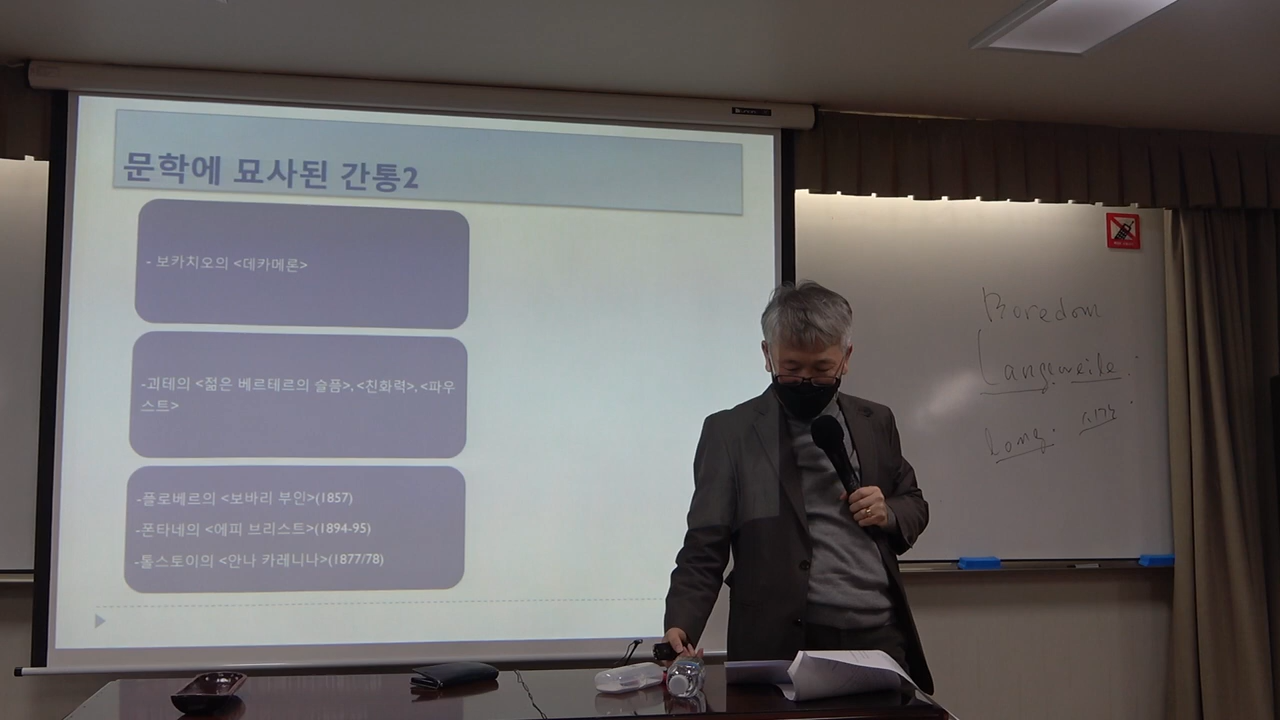 문학에 묘사된 간통2
- 보카치오의 <데카메론>
-괴테의 <젊은 베르테르의 슬픔>,<친화력>,<파우
스트>
-플로베르의 <보바리 부인>(1857)
-폰타네의 <에피 브리스트>(1894-95)
-톨스토이의 <안나 카레니나>(1877/78)
Boredom
Langeweile
Long